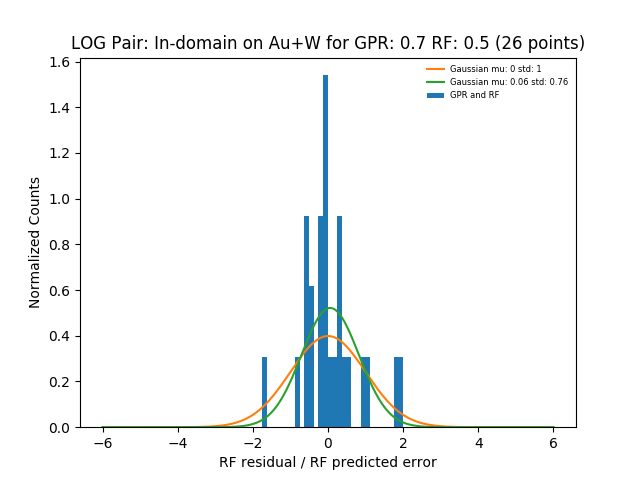 LOG Pair: In-domain on Au+W for GPR: 0.7 RF: 0.5 (26 points)
Gaussian mu: 0 std: 1
Gaussian mu: 0.06 std: 0.76
GPR and RF
Normalized Counts
1.6
1.4
1.2
1.0
0.8
0.6
0.4
0.2
0.0
−6 −4 −2 0 2 4 6
RF residual / RF predicted error